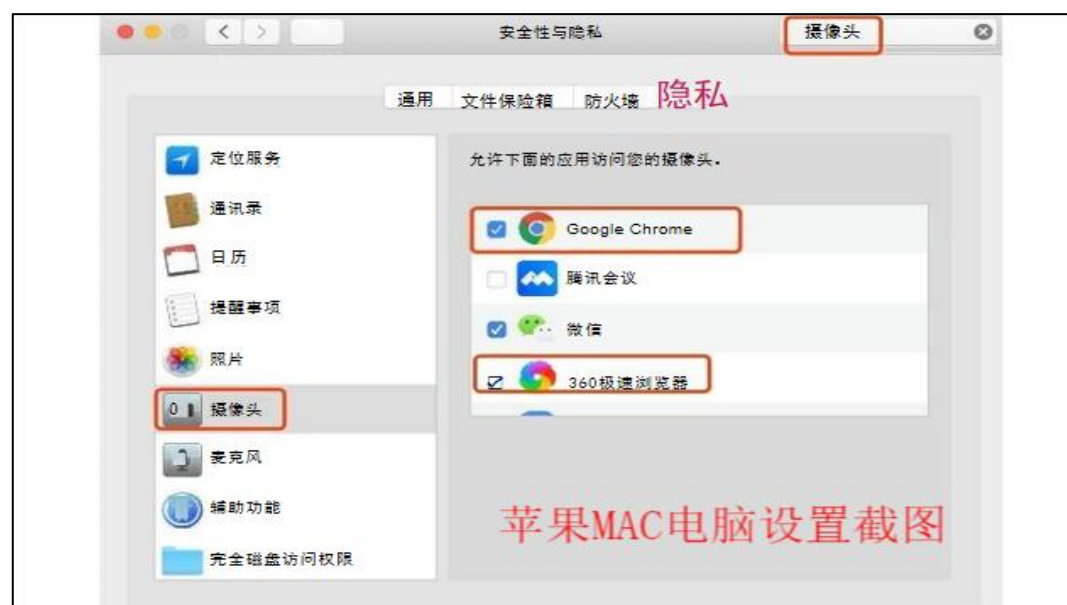 安全性与隐私
摄像头
通用
文件保险箱
防火墙
隐私
定位服务
通讯录
日历
提醒事项
照片
摄像头
麦克风
辅助功能
完全磁盘访问权限
允许下面的应用访问您的摄像头.
Google Chrome
腾讯会议
微信
360极速浏览器
苹果MAC电脑设置截图